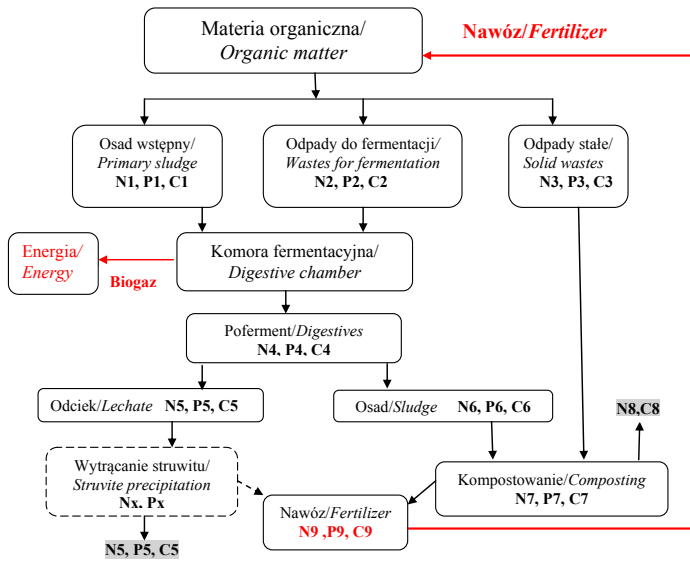 Materia organiczna/
Organic matter
Nawóz/Fertilizer
Osad wstępny/
Primary sludge
N1, P1, C1
Odpady do fermentacji/
Wastes for fermentation
N2, P2, C2
Odpady stałe/
Solid wastes
N3, P3, C3
Energia/
Energy
Biogaz
Komora fermentacyjna/
Digestive chamber
Poferment/Digestives
N4, P4, C4
Odciek/Lechate N5, P5, C5
Osad/Sludge N6, P6, C6
N8,C8
Wytrącanie struwitu/
Struvite precipitation
Nx, Px
Kompostowanie/Composting
N7, P7, C7
Nawóz/Fertilizer
N9 ,P9, C9
N5, P5, C5